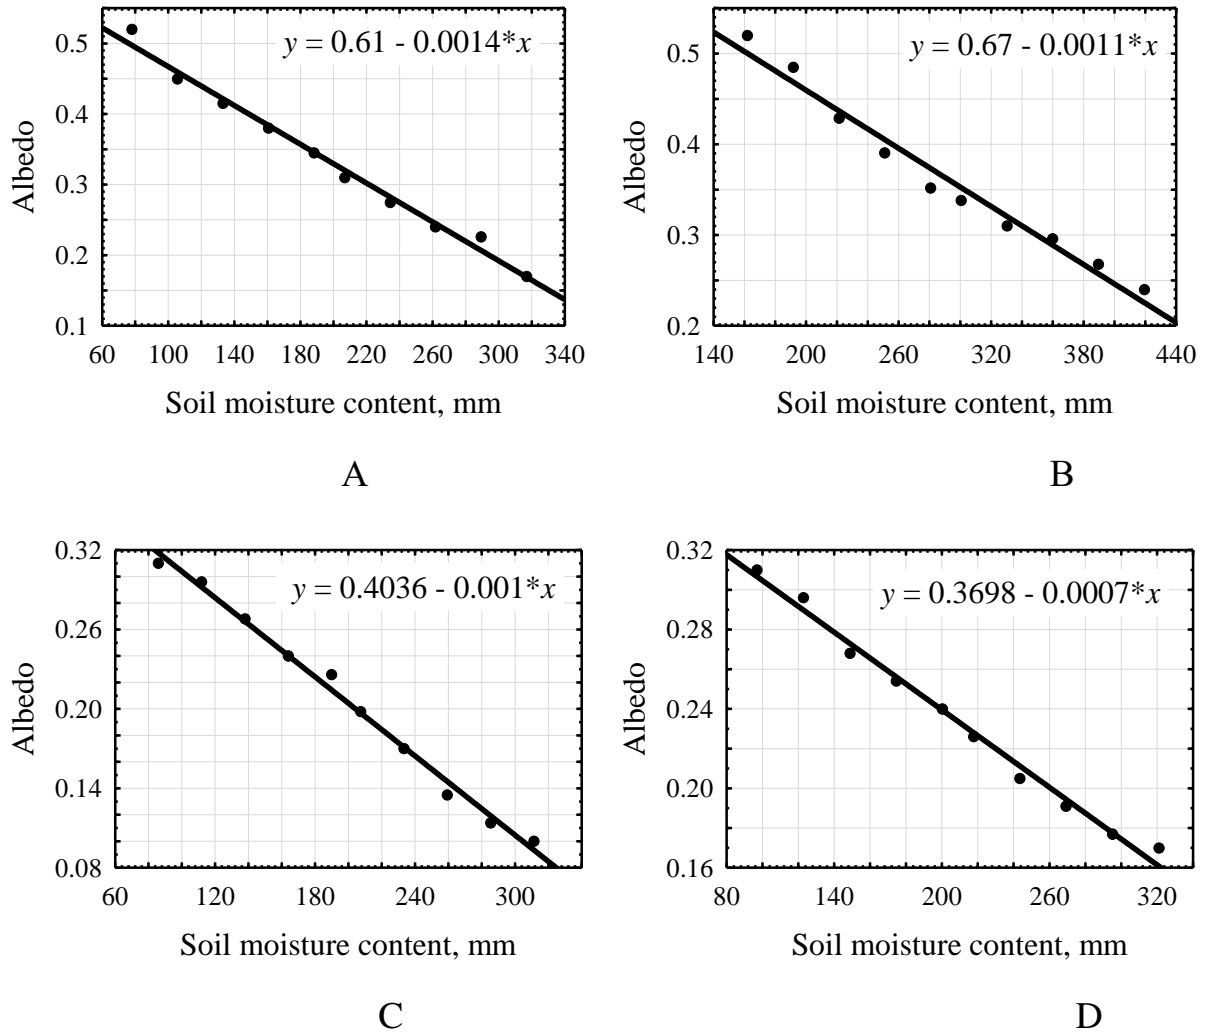 y = 0.61 - 0.0014*x
0.5
0.4
0.3
0.2
0.1
Albedo
60 100 140 180 220 260 300 340
Soil moisture content, mm
A
y = 0.67 - 0.0011*x
0.5
0.4
0.3
0.2
Albedo
140 200 260 320 380 440
Soil moisture content, mm
B
y = 0.4036 - 0.001*x
0.32
0.26
0.20
0.14
0.08
Albedo
60 120 180 240 300
Soil moisture content, mm
C
y = 0.3698 - 0.0007*x
0.32
0.28
0.24
0.20
0.16
Albedo
80 140 200 260 320
Soil moisture content, mm
D